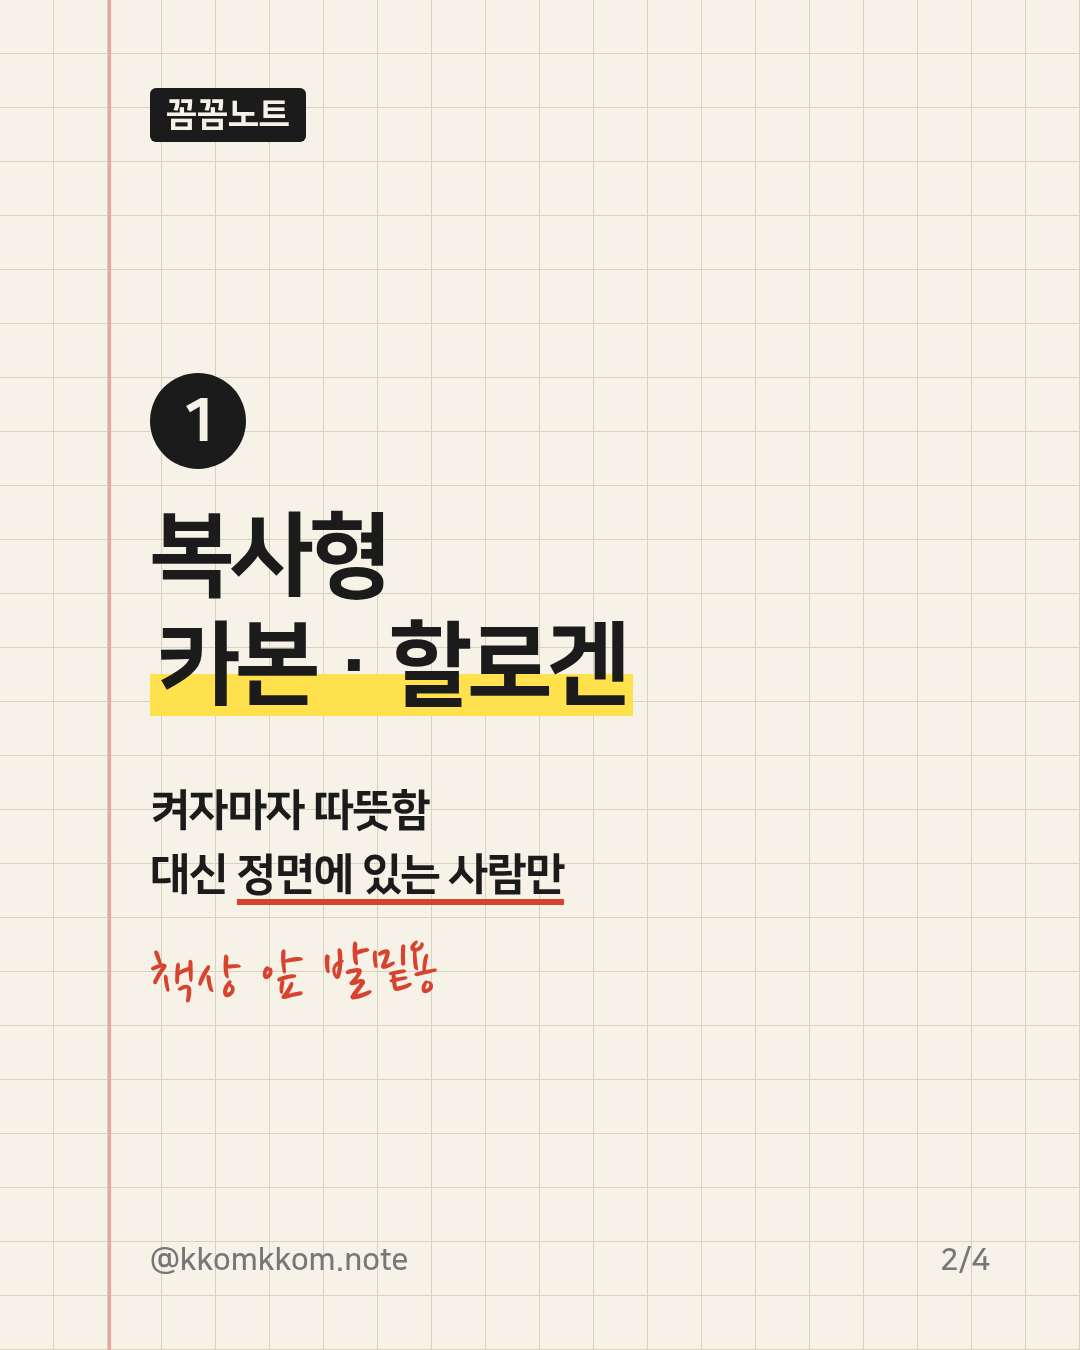 꼼꼼노트
1
복사형
카본 · 할로겐
켜자마자 따뜻함
대신 정면에 있는 사람만
책상 앞 발밑용
@kkomkkom.note
2/4